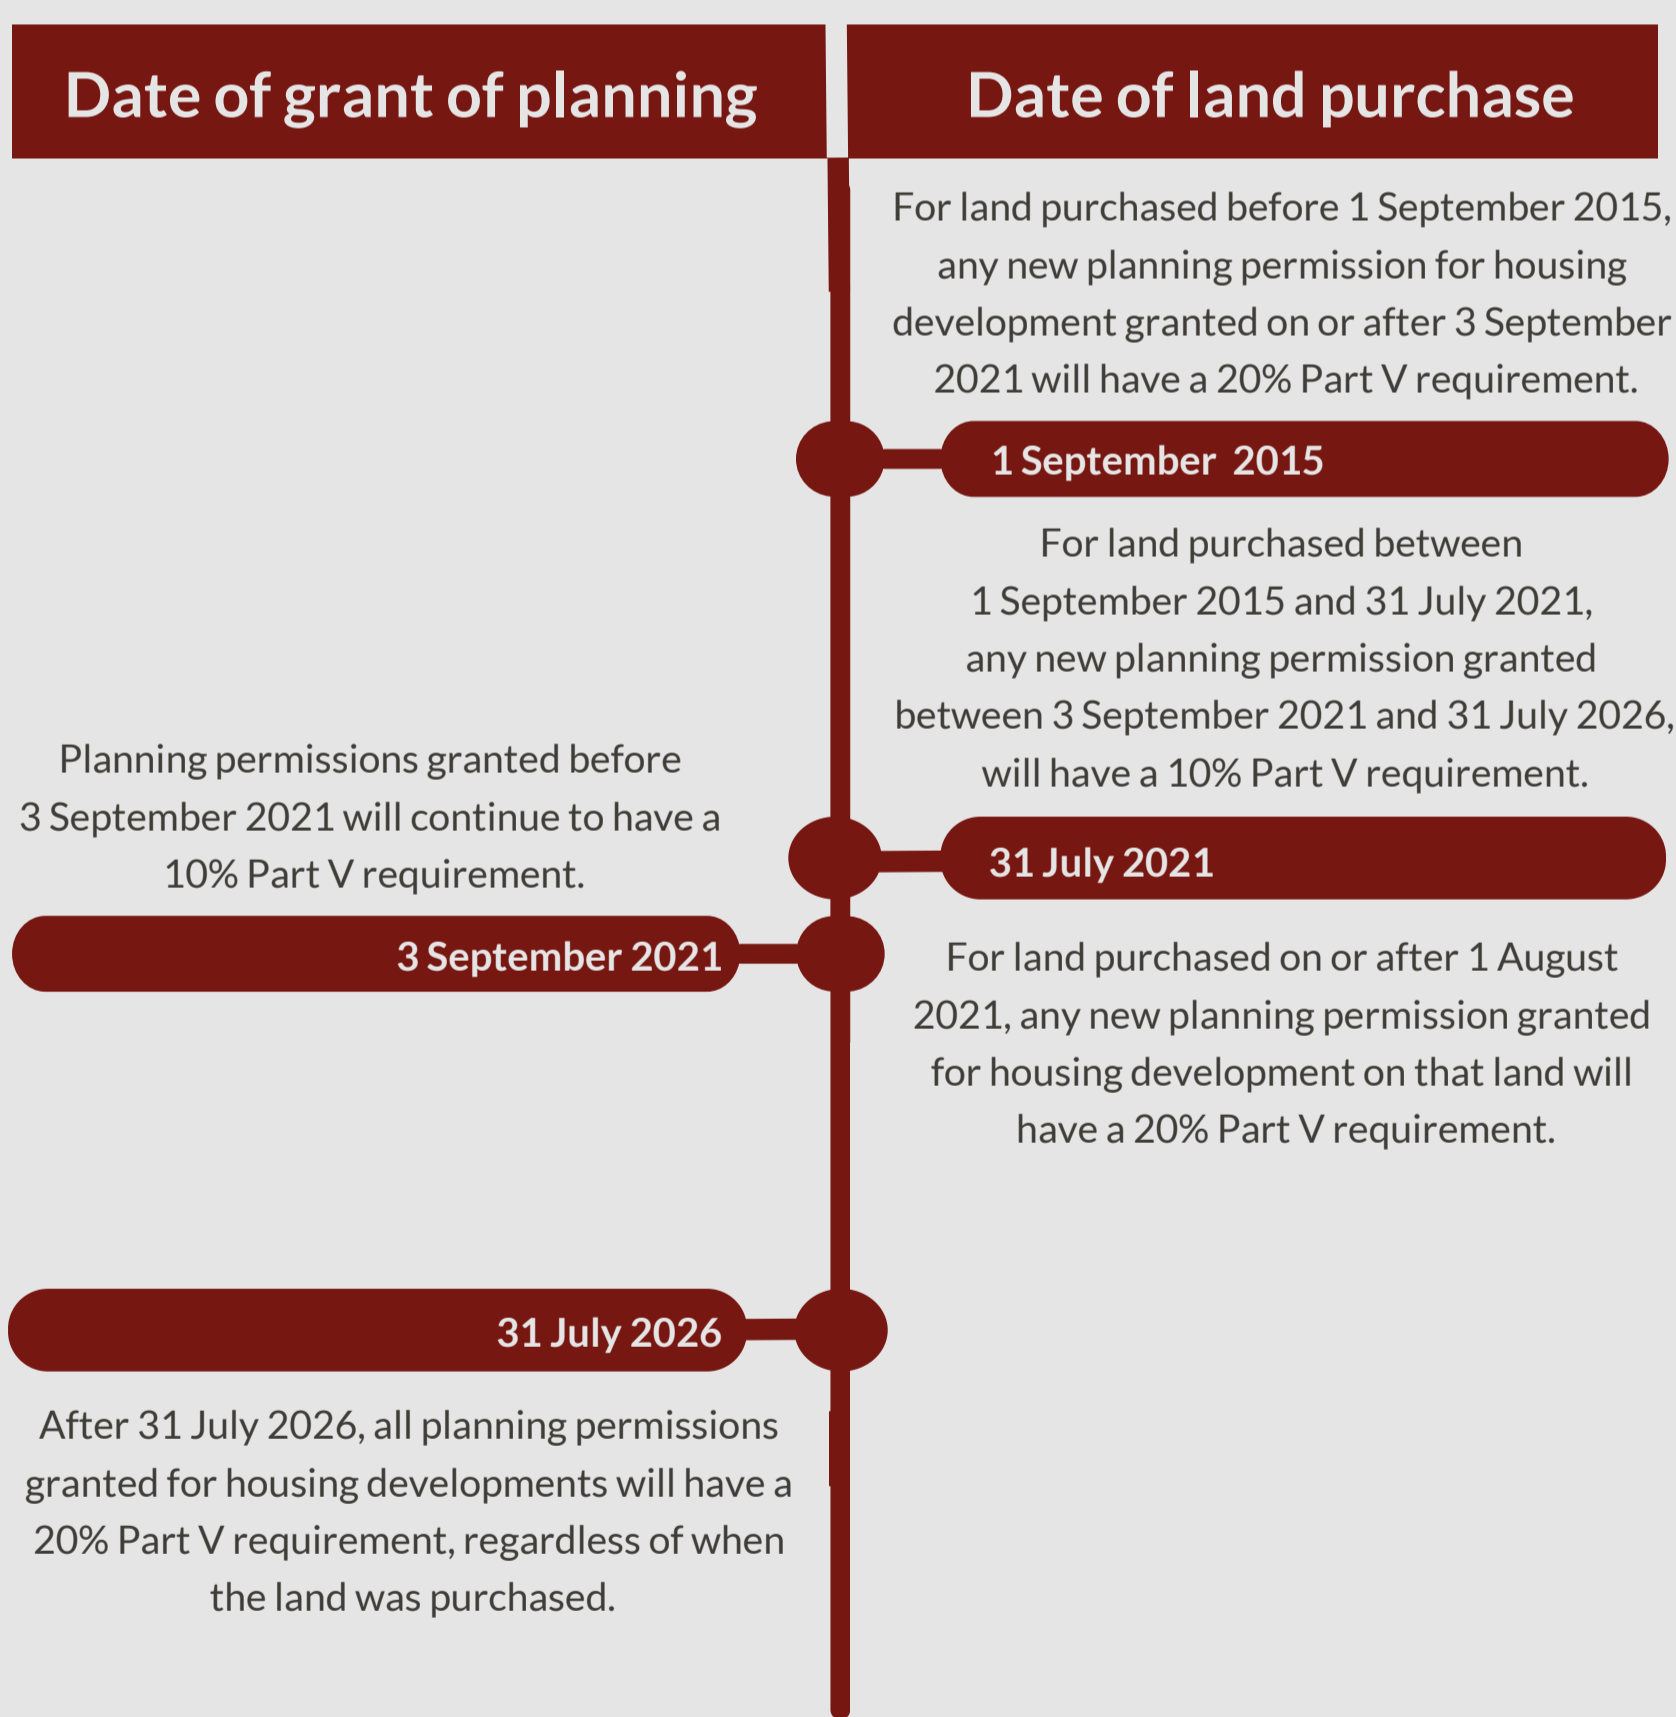 Date of grant of planning
Date of land purchase
For land purchased before 1 September 2015,
any new planning permission for housing
development granted on or after 3 September
2021 will have a 20% Part V requirement.
1 September 2015
For land purchased between
1 September 2015 and 31 July 2021,
any new planning permission granted
between 3 September 2021 and 31 July 2026,
will have a 10% Part V requirement.
Planning permissions granted before
3 September 2021 will continue to have a
10% Part V requirement.
31 July 2021
3 September 2021
For land purchased on or after 1 August
2021, any new planning permission granted
for housing development on that land will
have a 20% Part V requirement.
31 July 2026
After 31 July 2026, all planning permissions
granted for housing developments will have a
20% Part V requirement, regardless of when
the land was purchased.